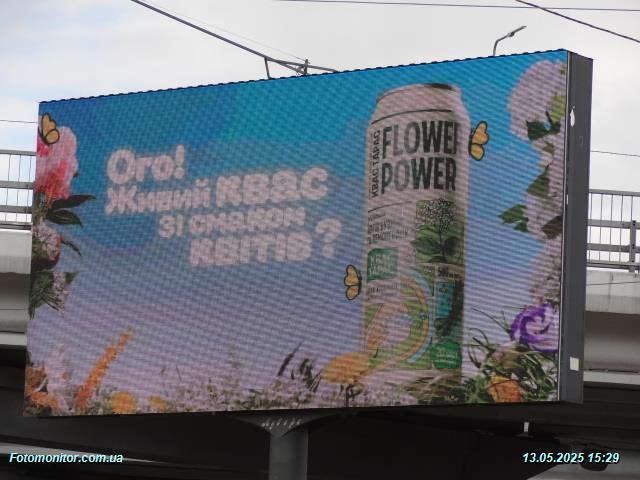 Ого!
Живий квас
зі смаком
квітів?
КВАС ТАРАС
FLOWER
POWER
Fotomonitor.com.ua
13.05.2025 15:29